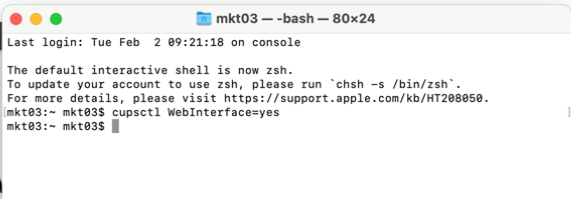 mkt03 — -bash — 80×24
Last login: Tue Feb  2 09:21:18 on console
The default interactive shell is now zsh.
To update your account to use zsh, please run `chsh -s /bin/zsh`.
For more details, please visit https://support.apple.com/kb/HT208050.
[mkt03:~ mkt03$ cupsctl WebInterface=yes ]
mkt03:~ mkt03$